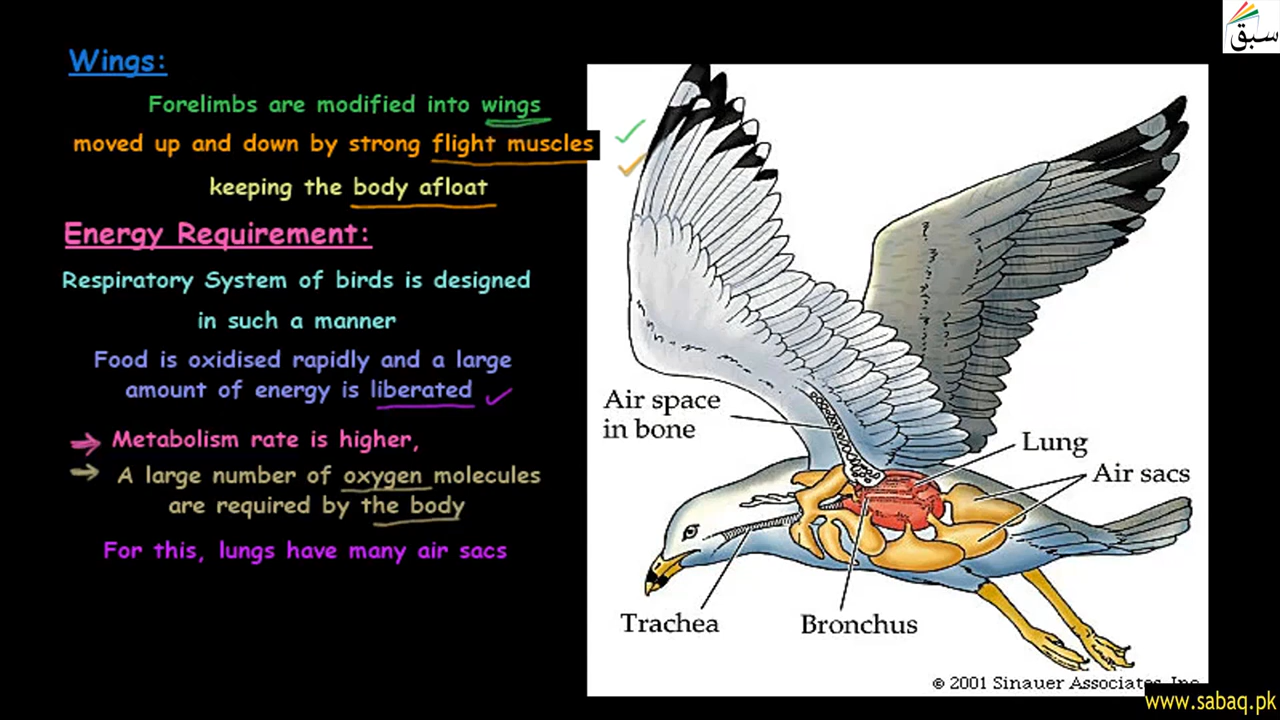 سبق
Wings:
Forelimbs are modified into wings
moved up and down by strong flight muscles
keeping the body afloat
Energy Requirement:
Respiratory System of birds is designed
in such a manner
Food is oxidised rapidly and a large
amount of energy is liberated
Metabolism rate is higher,
A large number of oxygen molecules
are required by the body
For this, lungs have many air sacs
Air space
in bone
Lung
Air sacs
Trachea
Bronchus
© 2001 Sinauer Associates, Inc.
www.sabaq.pk